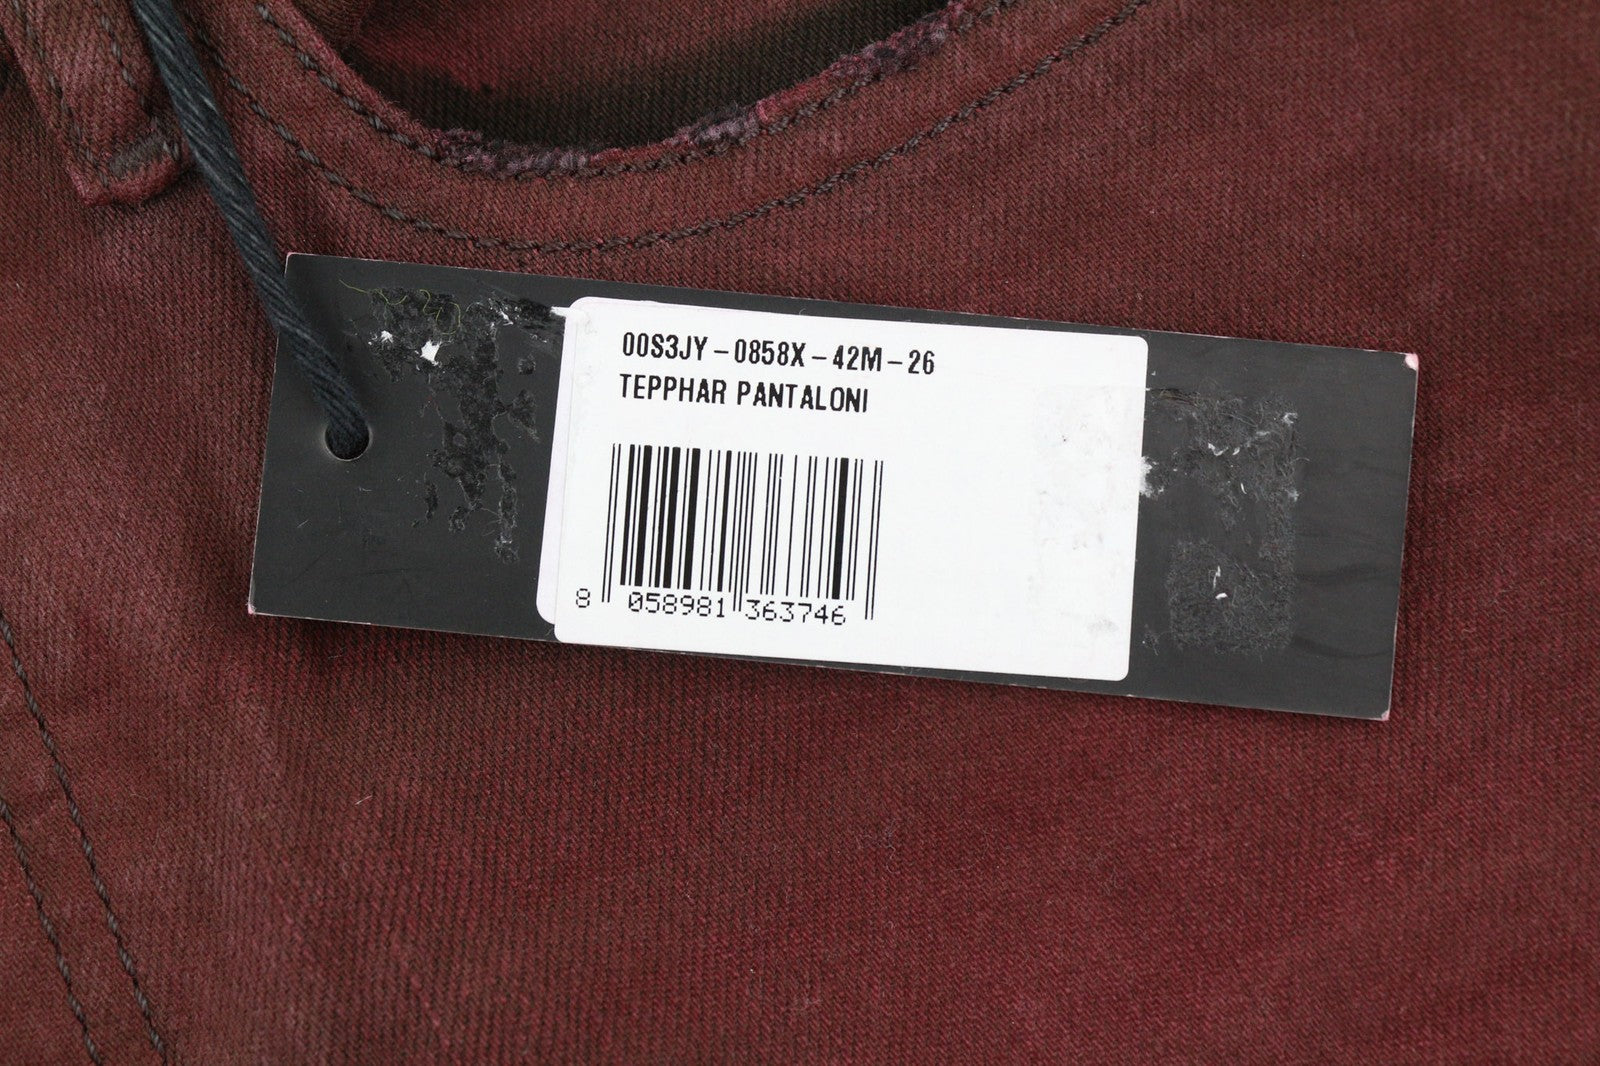 00S3JY-0858X-42M-26
TEPPHAR PANTALONI
8 058981 363746